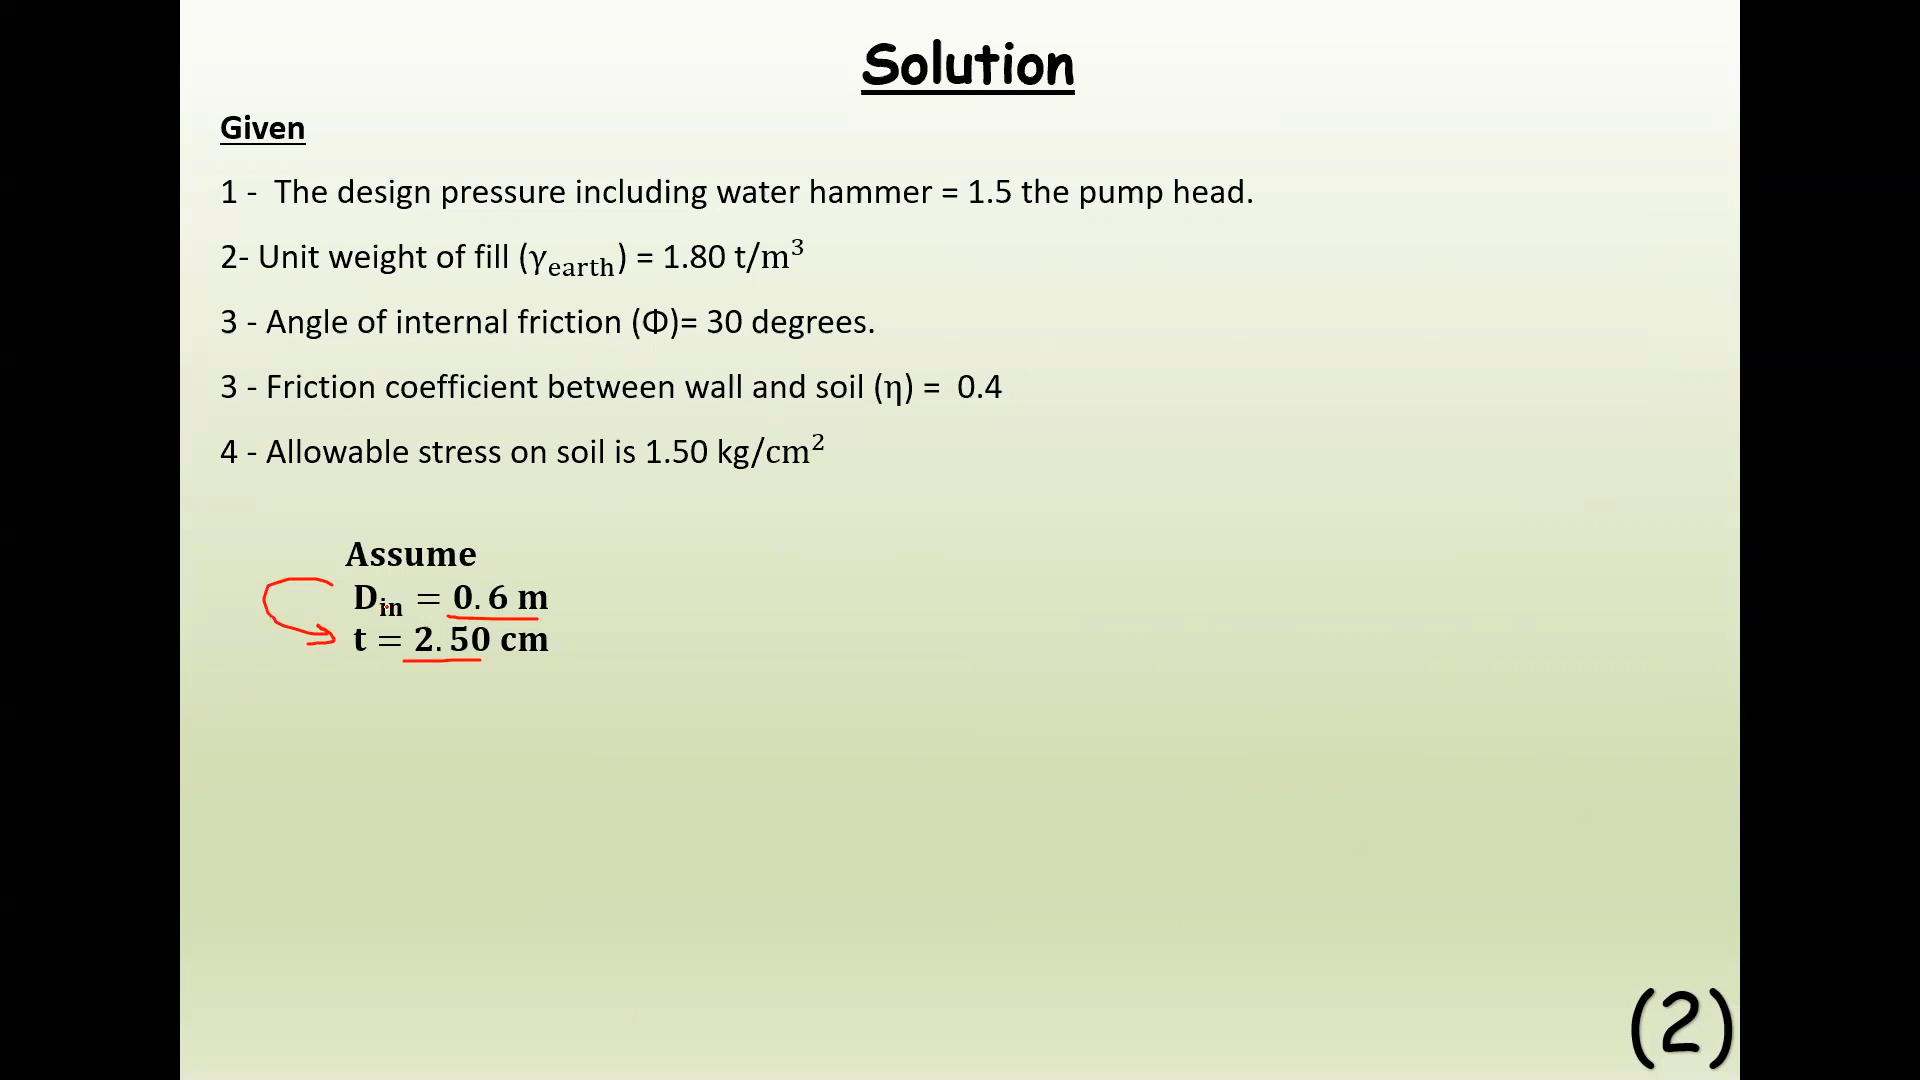 Solution
Given
1 - The design pressure including water hammer = 1.5 the pump head.
2- Unit weight of fill (γearth) = 1.80 t/m³
3 - Angle of internal friction (Φ)= 30 degrees.
3 - Friction coefficient between wall and soil (η) = 0.4
4 - Allowable stress on soil is 1.50 kg/cm²
Assume
Din = 0.6 m
t = 2.50 cm
(2)